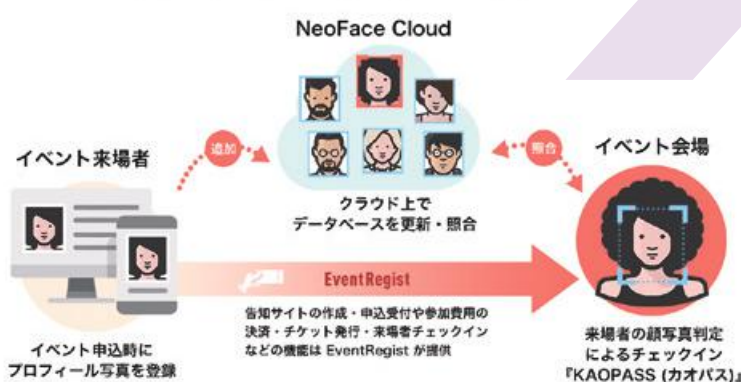 NeoFace Cloud
イベント来場者
追加
照合
イベント会場
クラウド上で
データベースを更新・照合
EventRegist
告知サイトの作成・申込受付や参加費用の
決済・チケット発行・来場者チェックイン
などの機能は EventRegist が提供
イベント申込時に
プロフィール写真を登録
来場者の顔写真判定
によるチェックイン
『KAOPASS (カオパス)』